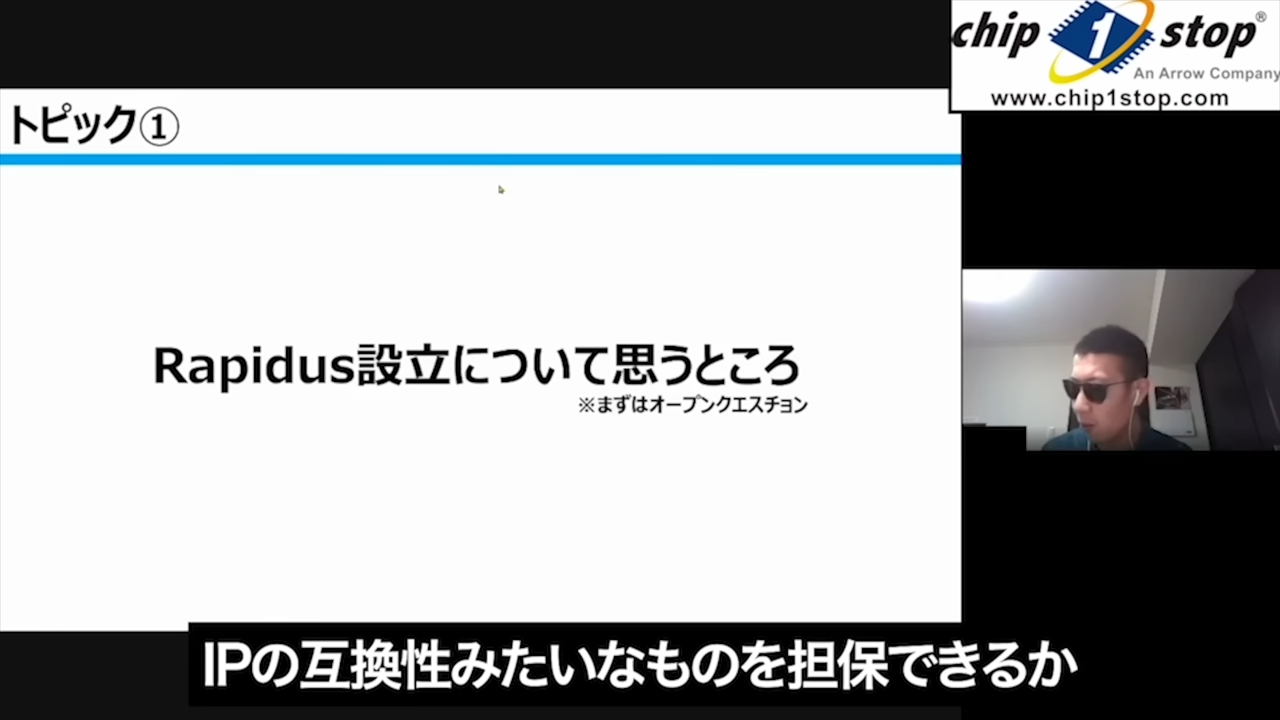 chip 1 stop®
An Arrow Company
www.chip1stop.com
トピック①
Rapidus設立について思うところ
※まずはオープンクエスチョン
IPの互換性みたいなものを担保できるか